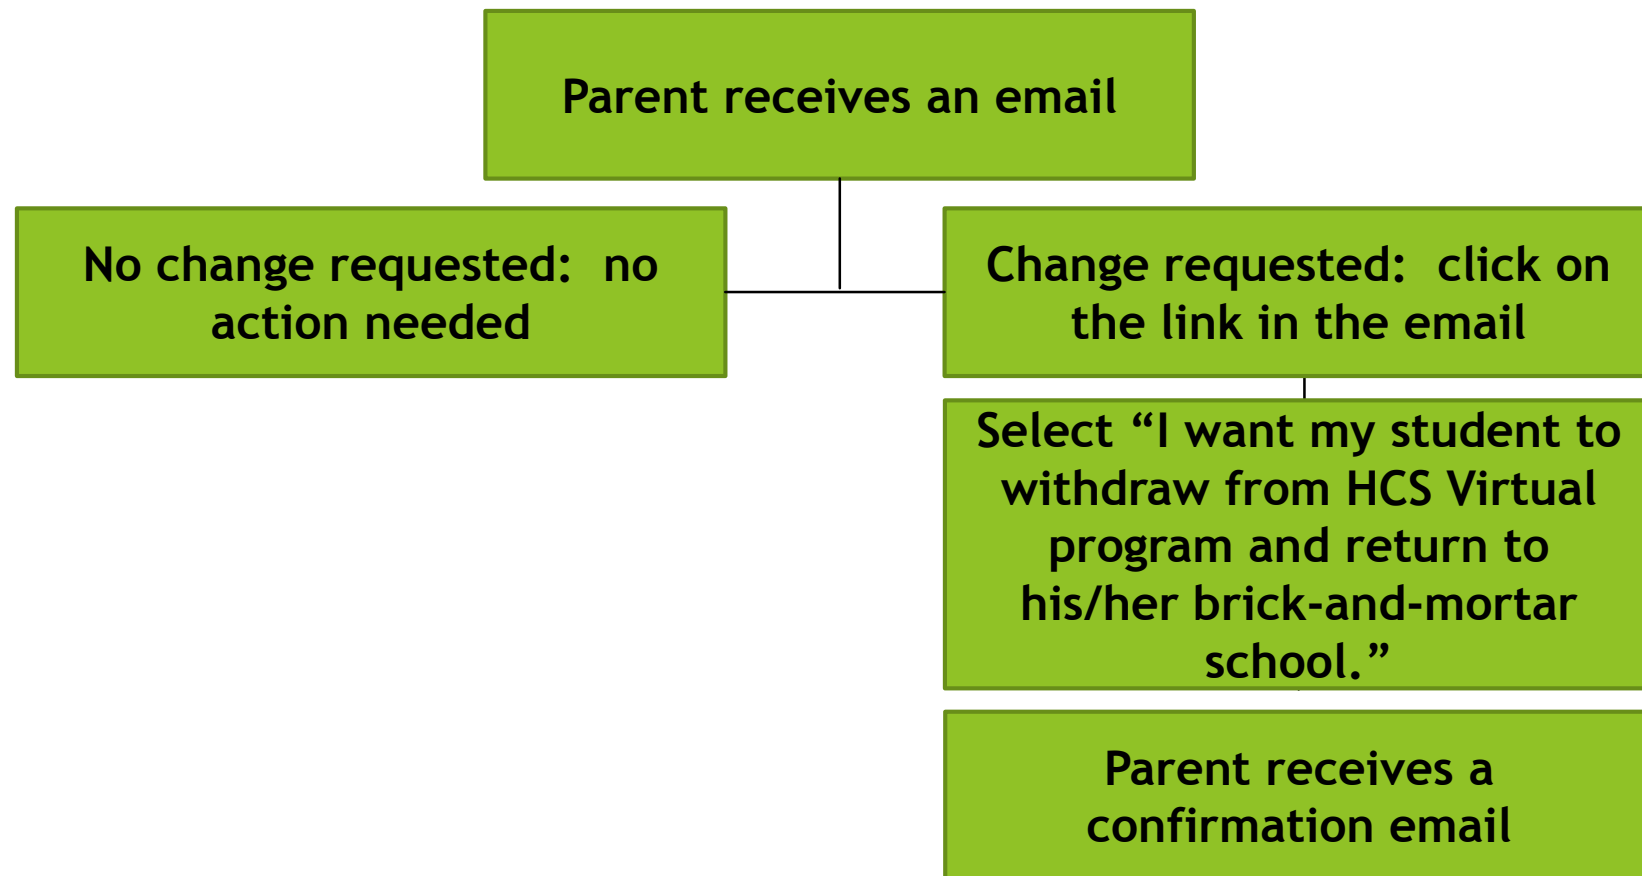 Parent receives an email
No change requested:  no
action needed
Change requested:  click on
the link in the email
Select “I want my student to
withdraw from HCS Virtual
program and return to
his/her brick-and-mortar
school.”
Parent receives a
confirmation email